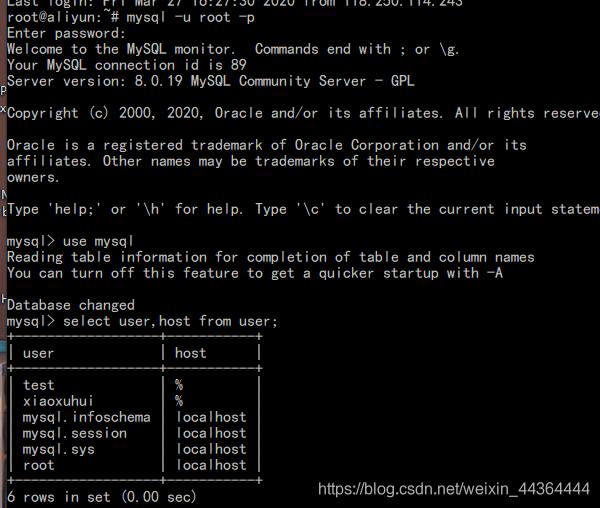 Last login: Fri Mar 27 16:27:30 2020 from 118.250.114.243
root@aliyun:~# mysql -u root -p
Enter password:
Welcome to the MySQL monitor.  Commands end with ; or \g.
Your MySQL connection id is 89
Server version: 8.0.19 MySQL Community Server - GPL
Copyright (c) 2000, 2020, Oracle and/or its affiliates. All rights reserve
Oracle is a registered trademark of Oracle Corporation and/or its
affiliates. Other names may be trademarks of their respective
owners.
Type 'help;' or '\h' for help. Type '\c' to clear the current input statem
mysql> use mysql
Reading table information for completion of table and column names
You can turn off this feature to get a quicker startup with -A
Database changed
mysql> select user,host from user;
+------------------+-----------+
| user             | host      |
+------------------+-----------+
| test             | %         |
| xiaoxuhui        | %         |
| mysql.infoschema | localhost |
| mysql.session    | localhost |
| mysql.sys        | localhost |
| root             | localhost |
+------------------+-----------+
6 rows in set (0.00 sec)
https://blog.csdn.net/weixin_44364444